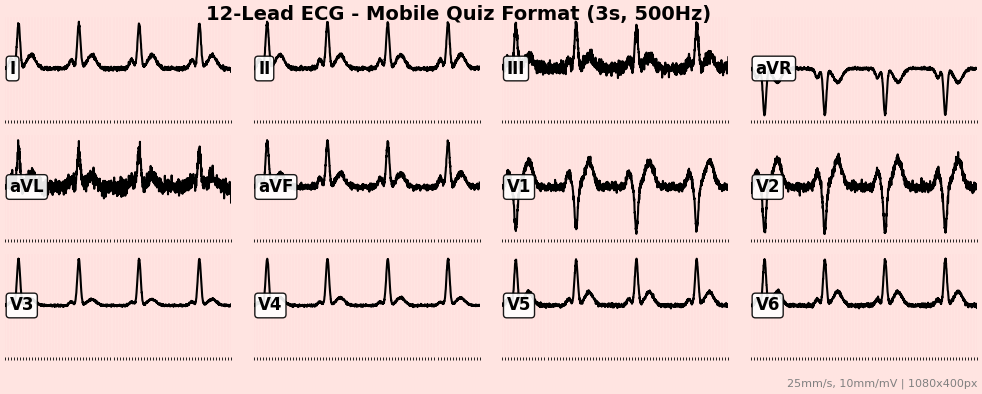 12-Lead ECG - Mobile Quiz Format (3s, 500Hz)
I
II
III
aVR
aVL
aVF
V1
V2
V3
V4
V5
V6
25mm/s, 10mm/mV | 1080x400px